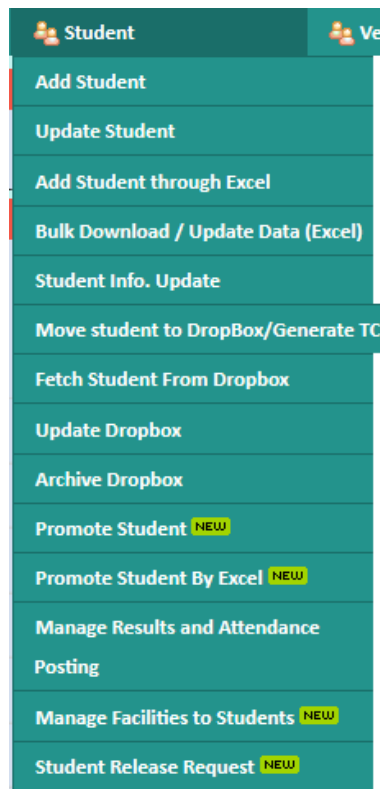 Student
Ve
Add Student
Update Student
Add Student through Excel
Bulk Download / Update Data (Excel)
Student Info. Update
Move student to DropBox/Generate TC
Fetch Student From Dropbox
Update Dropbox
Archive Dropbox
Promote Student NEW
Promote Student By Excel NEW
Manage Results and Attendance
Posting
Manage Facilities to Students NEW
Student Release Request NEW